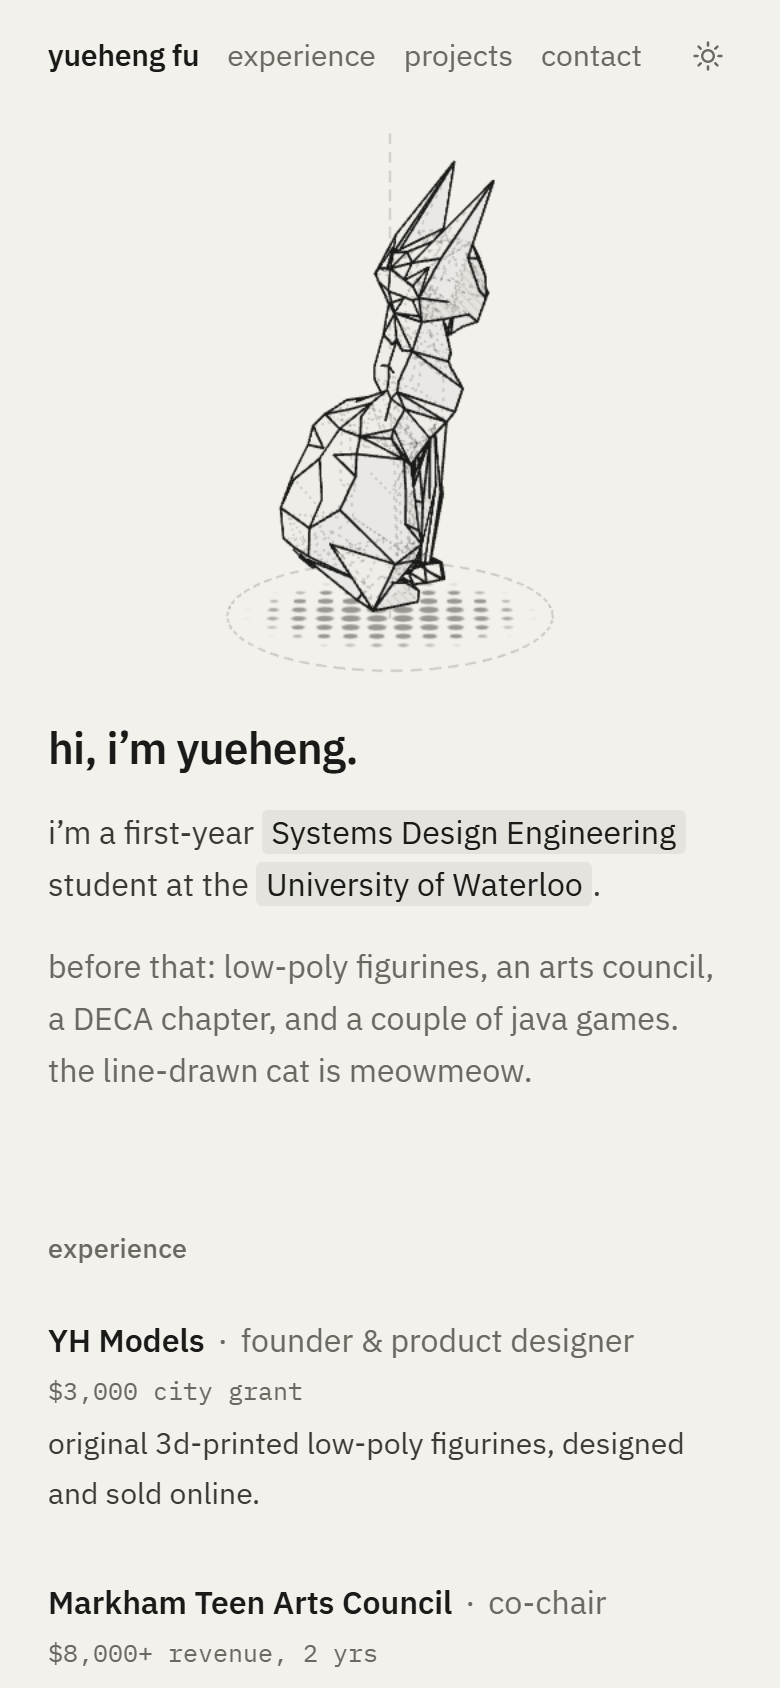 yueheng fu experience projects contact
hi, i’m yueheng.
i’m a first-year Systems Design Engineering
student at the University of Waterloo.
before that: low-poly figurines, an arts council,
a DECA chapter, and a couple of java games.
the line-drawn cat is meowmeow.
experience
YH Models · founder & product designer
$3,000 city grant
original 3d-printed low-poly figurines, designed
and sold online.
Markham Teen Arts Council · co-chair
$8,000+ revenue, 2 yrs